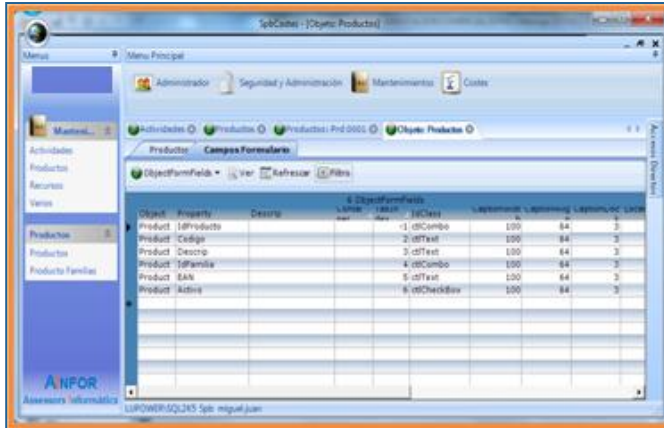 SpbCostes - [Objeto: Productos]
Menus
Menu Principal
Administrador Seguridad y Administración Mantenimientos Costes
Manteni...
Actividades
Productos
Recursos
Varios
Productos
Productos
Producto Familias
Actividades Productos Productos: Prd 0001 Objeto: Productos
Productos Campos Formulario
ObjectFormFields Ver Refrescar Filtro
6 ObjectFormFields
Object Property Descrip IdClass
Product IdProducto -1 ctlCombo 100 64 3
Product Codigo 2 ctlText 100 64 3
Product Descrip 3 ctlText 100 64 3
Product IdFamilia 4 ctlCombo 100 64 3
Product EAN 5 ctlText 100 64 3
Product Activo 6 ctlCheckBox 100 64 3
Accesos Directos
AINFOR
Assessors Informàtics
LUPOWER\SQL2K5 Spb miguel.juan